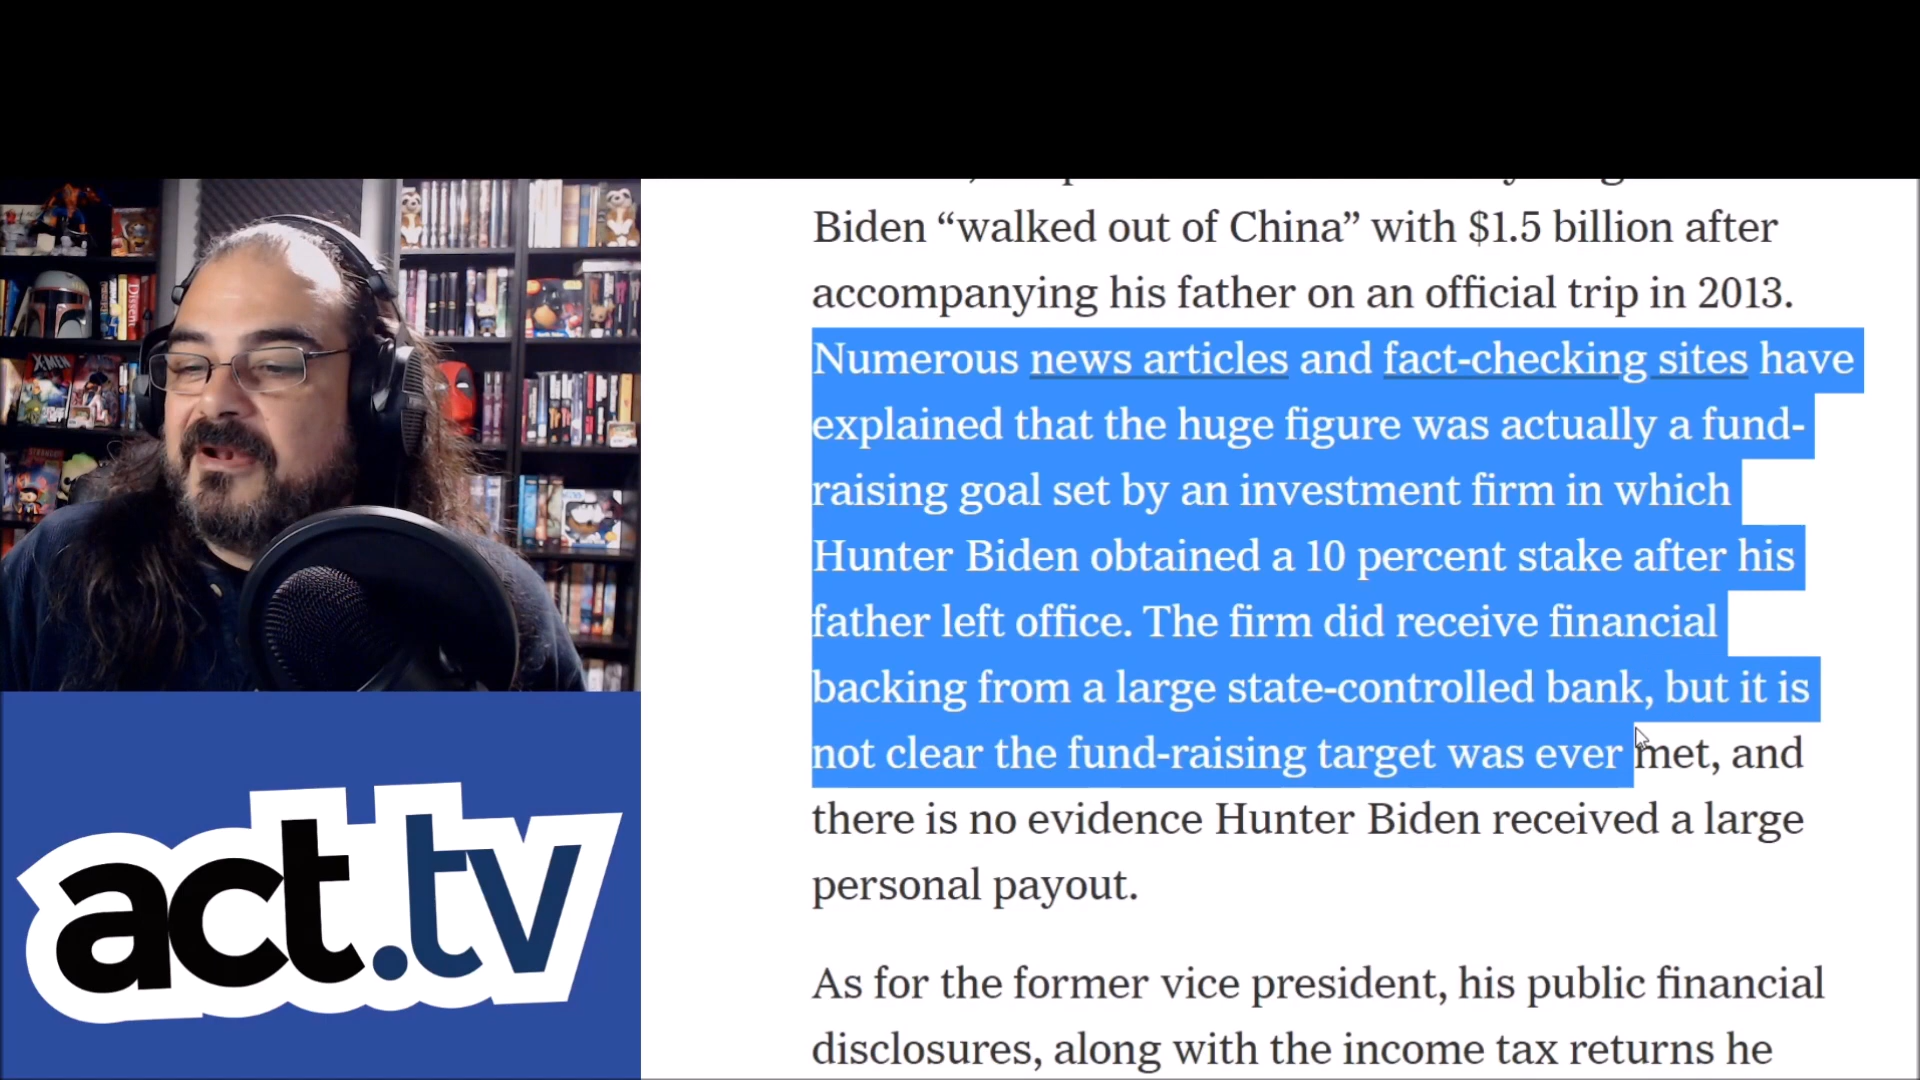 Biden “walked out of China” with $1.5 billion after
accompanying his father on an official trip in 2013.
Numerous news articles and fact-checking sites have
explained that the huge figure was actually a fund-
raising goal set by an investment firm in which
Hunter Biden obtained a 10 percent stake after his
father left office. The firm did receive financial
backing from a large state-controlled bank, but it is
not clear the fund-raising target was ever met, and
there is no evidence Hunter Biden received a large
personal payout.
As for the former vice president, his public financial
disclosures, along with the income tax returns he
Dissent
X-MEN
act.tv